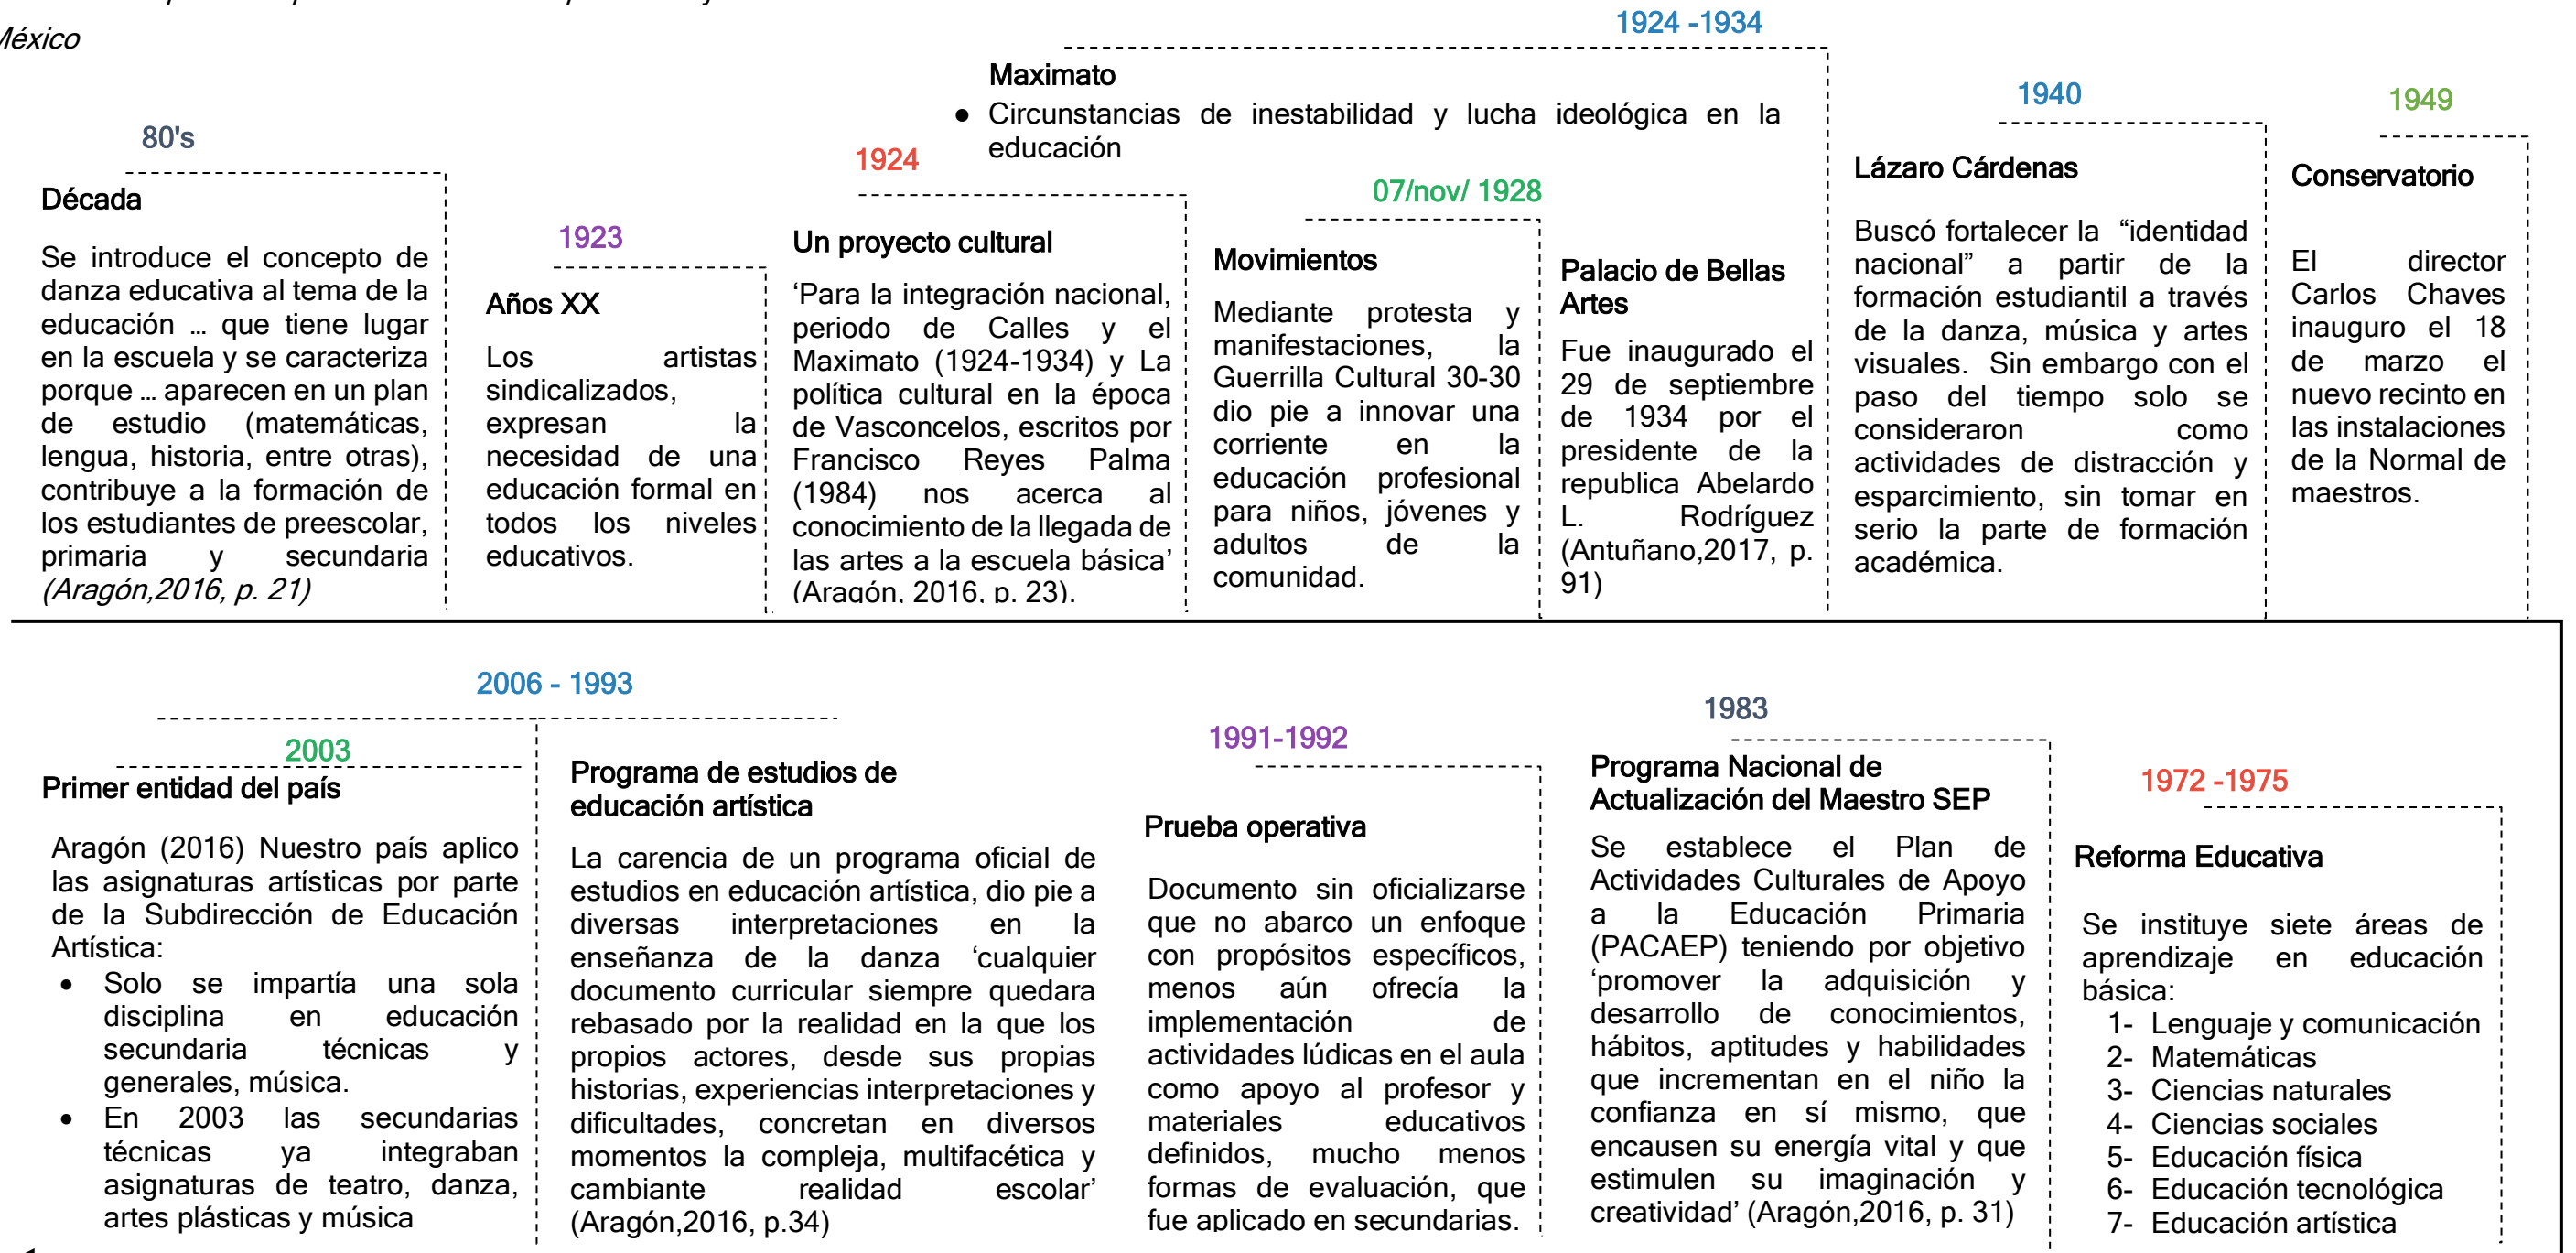 México
80's
Década
Se introduce el concepto de
danza educativa al tema de la
educación ... que tiene lugar
en la escuela y se caracteriza
porque ... aparecen en un plan
de estudio (matemáticas,
lengua, historia, entre otras),
contribuye a la formación de
los estudiantes de preescolar,
primaria y secundaria
(Aragón,2016, p. 21)
1923
Años XX
Los artistas
sindicalizados,
expresan la
necesidad de una
educación formal en
todos los niveles
educativos.
1924
Un proyecto cultural
‘Para la integración nacional,
periodo de Calles y el
Maximato (1924-1934) y La
política cultural en la época
de Vasconcelos, escritos por
Francisco Reyes Palma
(1984) nos acerca al
conocimiento de la llegada de
las artes a la escuela básica’
(Aragón, 2016, p. 23).
1924 -1934
Maximato
● Circunstancias de inestabilidad y lucha ideológica en la
educación
07/nov/ 1928
Movimientos
Mediante protesta y
manifestaciones, la
Guerrilla Cultural 30-30
dio pie a innovar una
corriente en la
educación profesional
para niños, jóvenes y
adultos de la
comunidad.
Palacio de Bellas
Artes
Fue inaugurado el
29 de septiembre
de 1934 por el
presidente de la
republica Abelardo
L. Rodríguez
(Antuñano,2017, p.
91)
1940
Lázaro Cárdenas
Buscó fortalecer la “identidad
nacional” a partir de la
formación estudiantil a través
de la danza, música y artes
visuales. Sin embargo con el
paso del tiempo solo se
consideraron como
actividades de distracción y
esparcimiento, sin tomar en
serio la parte de formación
académica.
1949
Conservatorio
El director
Carlos Chaves
inauguro el 18
de marzo el
nuevo recinto en
las instalaciones
de la Normal de
maestros.
2006 - 1993
2003
Primer entidad del país
Aragón (2016) Nuestro país aplico
las asignaturas artísticas por parte
de la Subdirección de Educación
Artística:
• Solo se impartía una sola
disciplina en educación
secundaria técnicas y
generales, música.
• En 2003 las secundarias
técnicas ya integraban
asignaturas de teatro, danza,
artes plásticas y música
Programa de estudios de
educación artística
La carencia de un programa oficial de
estudios en educación artística, dio pie a
diversas interpretaciones en la
enseñanza de la danza ‘cualquier
documento curricular siempre quedara
rebasado por la realidad en la que los
propios actores, desde sus propias
historias, experiencias interpretaciones y
dificultades, concretan en diversos
momentos la compleja, multifacética y
cambiante realidad escolar’
(Aragón,2016, p.34)
1991-1992
Prueba operativa
Documento sin oficializarse
que no abarco un enfoque
con propósitos específicos,
menos aún ofrecía la
implementación de
actividades lúdicas en el aula
como apoyo al profesor y
materiales educativos
definidos, mucho menos
formas de evaluación, que
fue aplicado en secundarias.
1983
Programa Nacional de
Actualización del Maestro SEP
Se establece el Plan de
Actividades Culturales de Apoyo
a la Educación Primaria
(PACAEP) teniendo por objetivo
‘promover la adquisición y
desarrollo de conocimientos,
hábitos, aptitudes y habilidades
que incrementan en el niño la
confianza en sí mismo, que
encausen su energía vital y que
estimulen su imaginación y
creatividad’ (Aragón,2016, p. 31)
1972 -1975
Reforma Educativa
Se instituye siete áreas de
aprendizaje en educación
básica:
1- Lenguaje y comunicación
2- Matemáticas
3- Ciencias naturales
4- Ciencias sociales
5- Educación física
6- Educación tecnológica
7- Educación artística